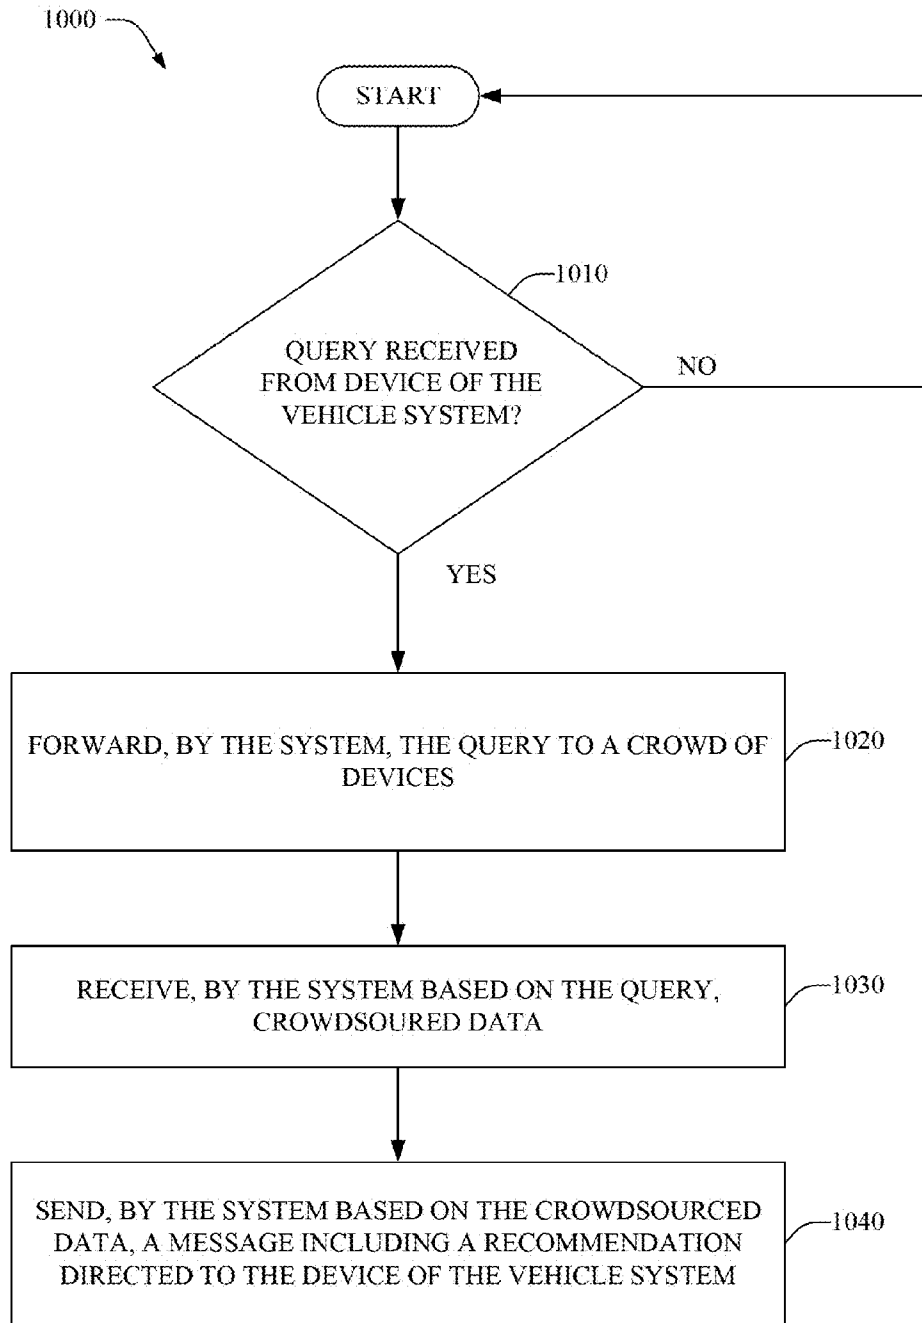 1000
START
1010
QUERY RECEIVED
FROM DEVICE OF THE
VEHICLE SYSTEM?
NO
YES
FORWARD, BY THE SYSTEM, THE QUERY TO A CROWD OF
DEVICES
1020
RECEIVE, BY THE SYSTEM BASED ON THE QUERY,
CROWDSOURED DATA
1030
SEND, BY THE SYSTEM BASED ON THE CROWDSOURCED
DATA, A MESSAGE INCLUDING A RECOMMENDATION
DIRECTED TO THE DEVICE OF THE VEHICLE SYSTEM
1040